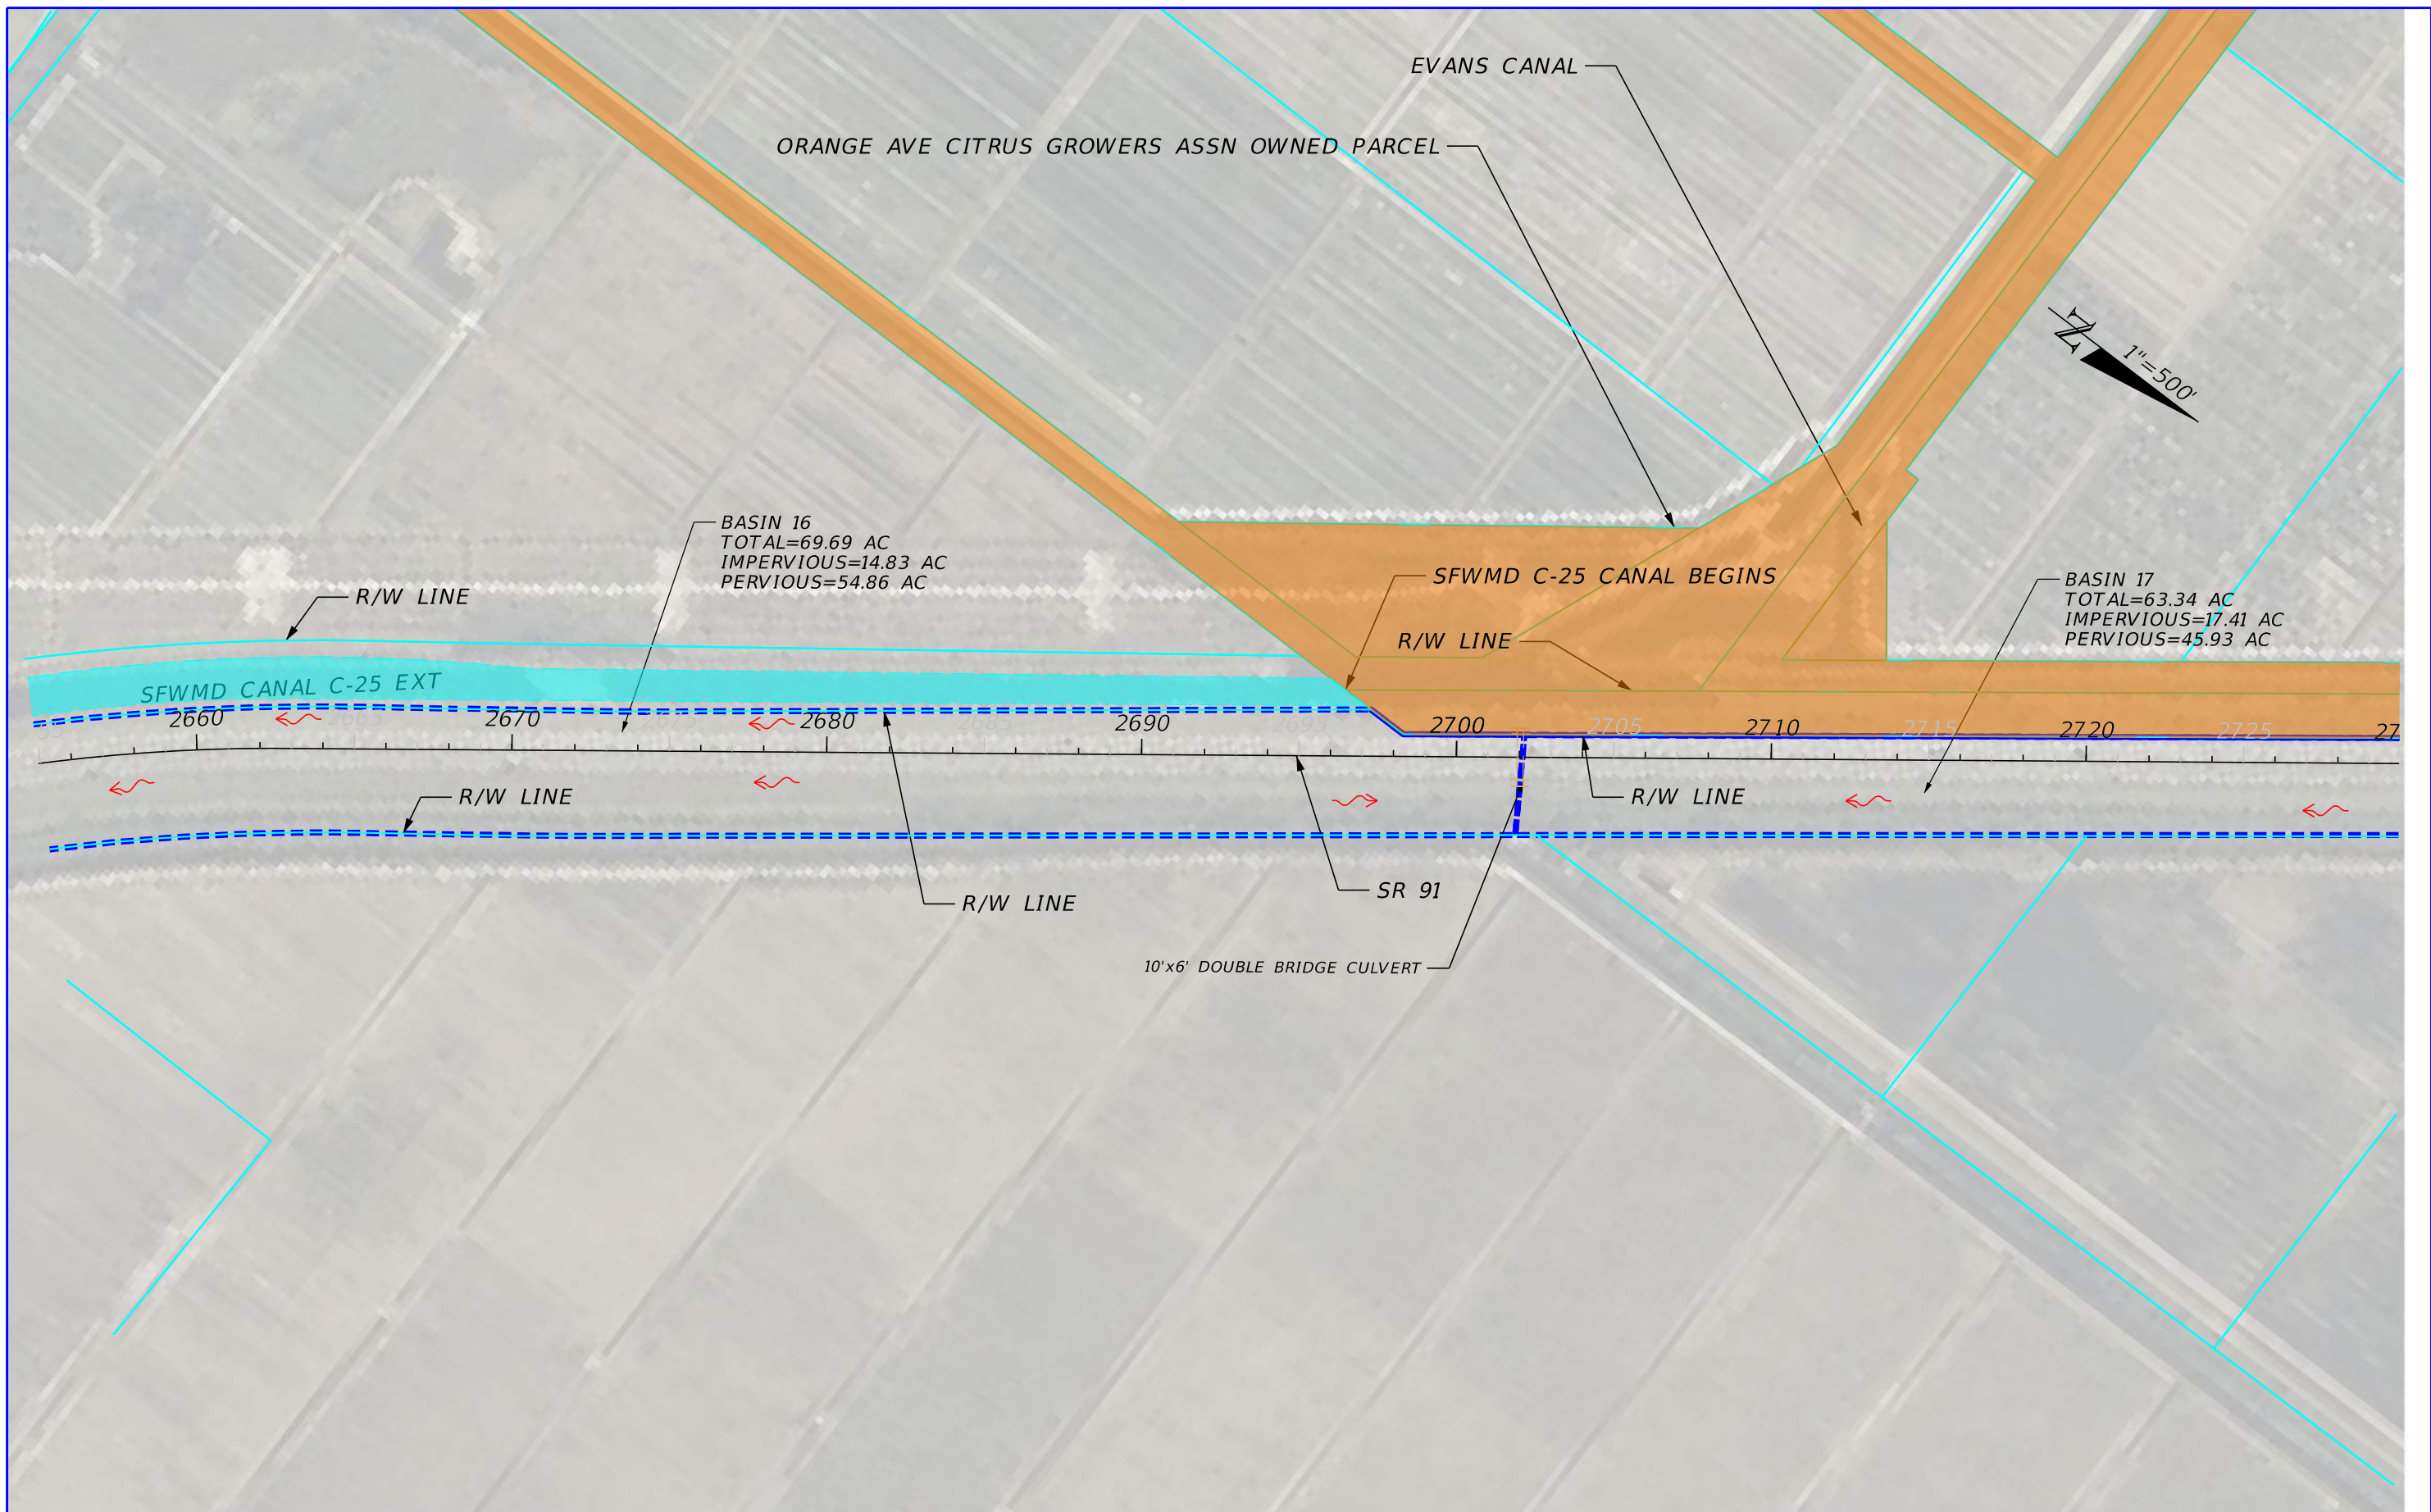 EVANS CANAL
ORANGE AVE CITRUS GROWERS ASSN OWNED PARCEL
N
1"=500'
BASIN 16
TOTAL=69.69 AC
IMPERVIOUS=14.83 AC
PERVIOUS=54.86 AC
SFWMD C-25 CANAL BEGINS
BASIN 17
TOTAL=63.34 AC
IMPERVIOUS=17.41 AC
PERVIOUS=45.93 AC
R/W LINE
R/W LINE
SFWMD CANAL C-25 EXT
2660 2665 2670 2680 2685 2690 2700 2705 2710 2715 2720 2725 27
R/W LINE
R/W LINE
SR 91
R/W LINE
10'x6' DOUBLE BRIDGE CULVERT